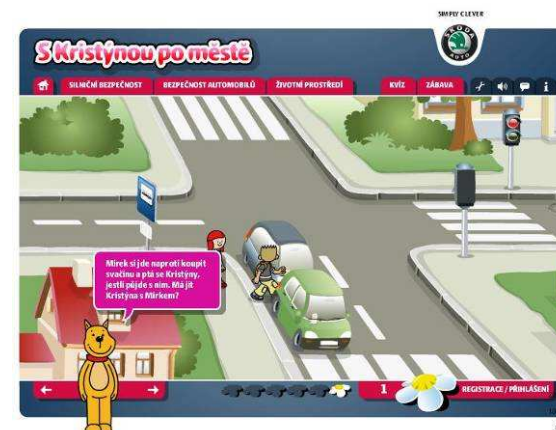 SIMPLY CLEVER
ŠKODA
AUTO
S Kristýnou po městě
SILNIČNÍ BEZPEČNOST BEZPEČNOST AUTOMOBILŮ ŽIVOTNÍ PROSTŘEDÍ KVÍZ ZÁBAVA i
Mirek si jde naproti koupit
svačinu a ptá se Kristýny,
jestli půjde s ním. Má jít
Kristýna s Mirkem?
1 REGISTRACE / PŘIHLÁŠENÍ